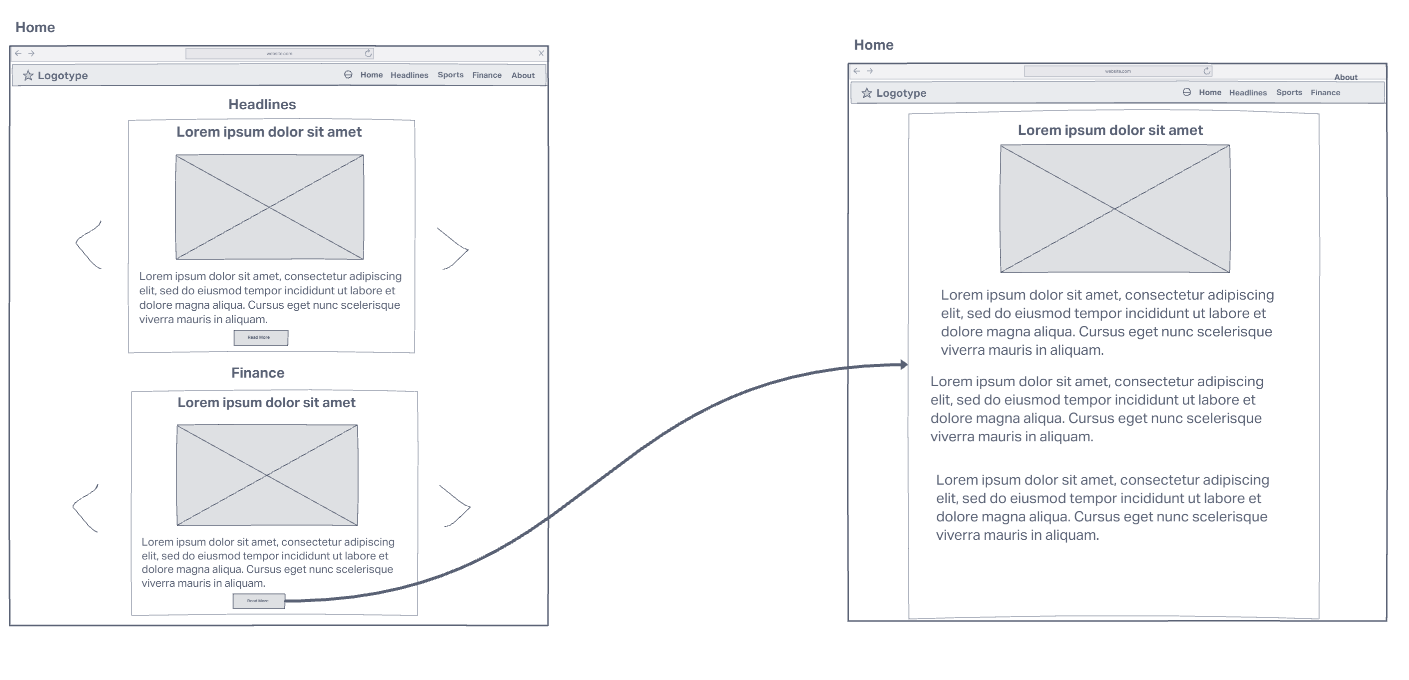 Home
website.com
Logotype
Home Headlines Sports Finance About
Headlines
Lorem ipsum dolor sit amet
Lorem ipsum dolor sit amet, consectetur adipiscing
elit, sed do eiusmod tempor incididunt ut labore et
dolore magna aliqua. Cursus eget nunc scelerisque
viverra mauris in aliquam.
Read More
Finance
Lorem ipsum dolor sit amet
Lorem ipsum dolor sit amet, consectetur adipiscing
elit, sed do eiusmod tempor incididunt ut labore et
dolore magna aliqua. Cursus eget nunc scelerisque
viverra mauris in aliquam.
Read More
Home
website.com
About
Logotype
Home Headlines Sports Finance
Lorem ipsum dolor sit amet
Lorem ipsum dolor sit amet, consectetur adipiscing
elit, sed do eiusmod tempor incididunt ut labore et
dolore magna aliqua. Cursus eget nunc scelerisque
viverra mauris in aliquam.
Lorem ipsum dolor sit amet, consectetur adipiscing
elit, sed do eiusmod tempor incididunt ut labore et
dolore magna aliqua. Cursus eget nunc scelerisque
viverra mauris in aliquam.
Lorem ipsum dolor sit amet, consectetur adipiscing
elit, sed do eiusmod tempor incididunt ut labore et
dolore magna aliqua. Cursus eget nunc scelerisque
viverra mauris in aliquam.